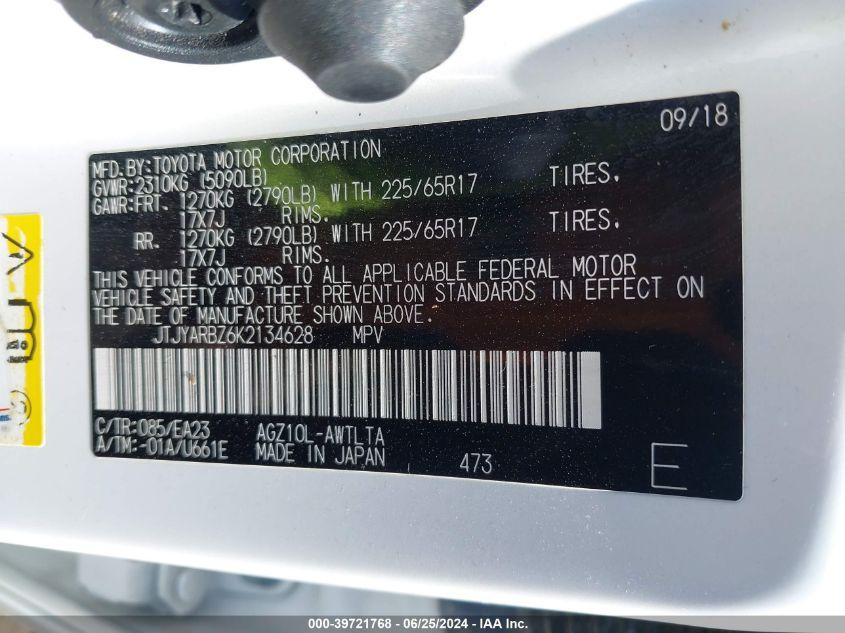 09/18
MFD.BY:TOYOTA MOTOR CORPORATION
GVWR:2310KG (5090LB)
GAWR:FRT. 1270KG (2790LB) WITH 225/65R17 TIRES,
17X7J RIMS.
RR. 1270KG (2790LB) WITH 225/65R17 TIRES,
17X7J RIMS.
THIS VEHICLE CONFORMS TO ALL APPLICABLE FEDERAL MOTOR
VEHICLE SAFETY AND THEFT PREVENTION STANDARDS IN EFFECT ON
THE DATE OF MANUFACTURE SHOWN ABOVE.
JTJYARBZ6K2134628 MPV
C/TR:085/EA23 AGZ10L-AWTLTA
A/TM:-01A/U661E MADE IN JAPAN 473 E
000-39721768 - 06/25/2024 - IAA Inc.